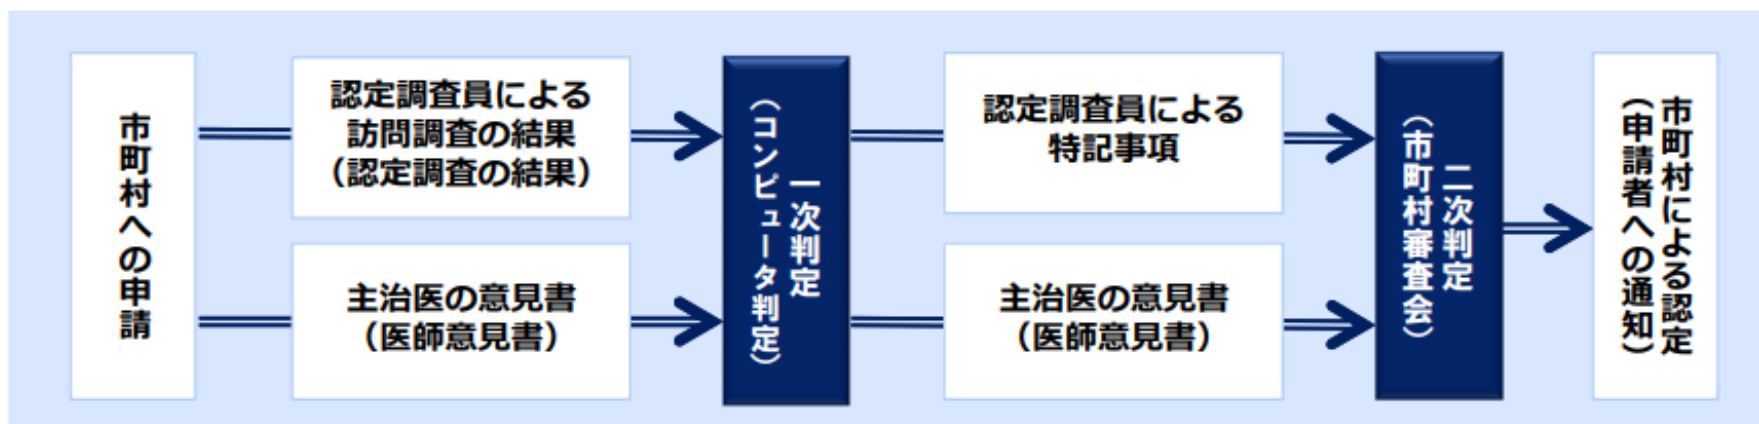 市町村への申請
認定調査員による
訪問調査の結果
（認定調査の結果）
主治医の意見書
（医師意見書）
一次判定
（コンピュータ判定）
認定調査員による
特記事項
主治医の意見書
（医師意見書）
二次判定
（市町村審査会）
市町村による認定
（申請者への通知）